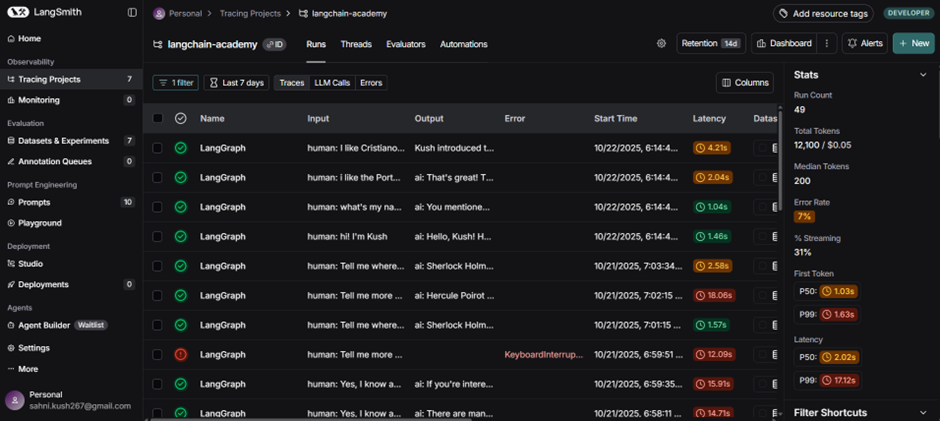 LangSmith
Home
Observability
Tracing Projects 7
Monitoring 0
Evaluation
Datasets & Experiments 7
Annotation Queues 0
Prompt Engineering
Prompts 10
Playground
Deployment
Studio
Deployments 0
Agents
Agent Builder Waitlist
Settings
More
Personal
sahni.kush267@gmail.com
Personal > Tracing Projects > langchain-academy
Add resource tags DEVELOPER
langchain-academy ID Runs Threads Evaluators Automations Retention 14d Dashboard Alerts + New
1 filter Last 7 days Traces LLM Calls Errors Columns
Name Input Output Error Start Time Latency Datas
LangGraph human: I like Cristiano... Kush introduced t... 10/22/2025, 6:14:4... 4.21s
LangGraph human: i like the Port... ai: That's great! T... 10/22/2025, 6:14:4... 2.04s
LangGraph human: what's my na... ai: You mentione... 10/22/2025, 6:14:4... 1.04s
LangGraph human: hi! I'm Kush ai: Hello, Kush! H... 10/22/2025, 6:14:4... 1.46s
LangGraph human: Tell me where... ai: Sherlock Holm... 10/21/2025, 7:03:34... 2.58s
LangGraph human: Tell me more ... ai: Hercule Poirot ... 10/21/2025, 7:02:15 ... 18.06s
LangGraph human: Tell me where... ai: Sherlock Holm... 10/21/2025, 7:01:15 ... 1.57s
LangGraph human: Tell me more ... KeyboardInterrup... 10/21/2025, 6:59:51 ... 12.09s
LangGraph human: Yes, I know a... ai: If you're intere... 10/21/2025, 6:59:35... 15.91s
LangGraph human: Yes, I know a... ai: There are man... 10/21/2025, 6:58:11 ... 14.71s
Stats
Run Count
49
Total Tokens
12,100 / $0.05
Median Tokens
200
Error Rate
7%
% Streaming
31%
First Token
P50: 1.03s
P99: 1.63s
Latency
P50: 2.02s
P99: 17.12s
Filter Shortcuts